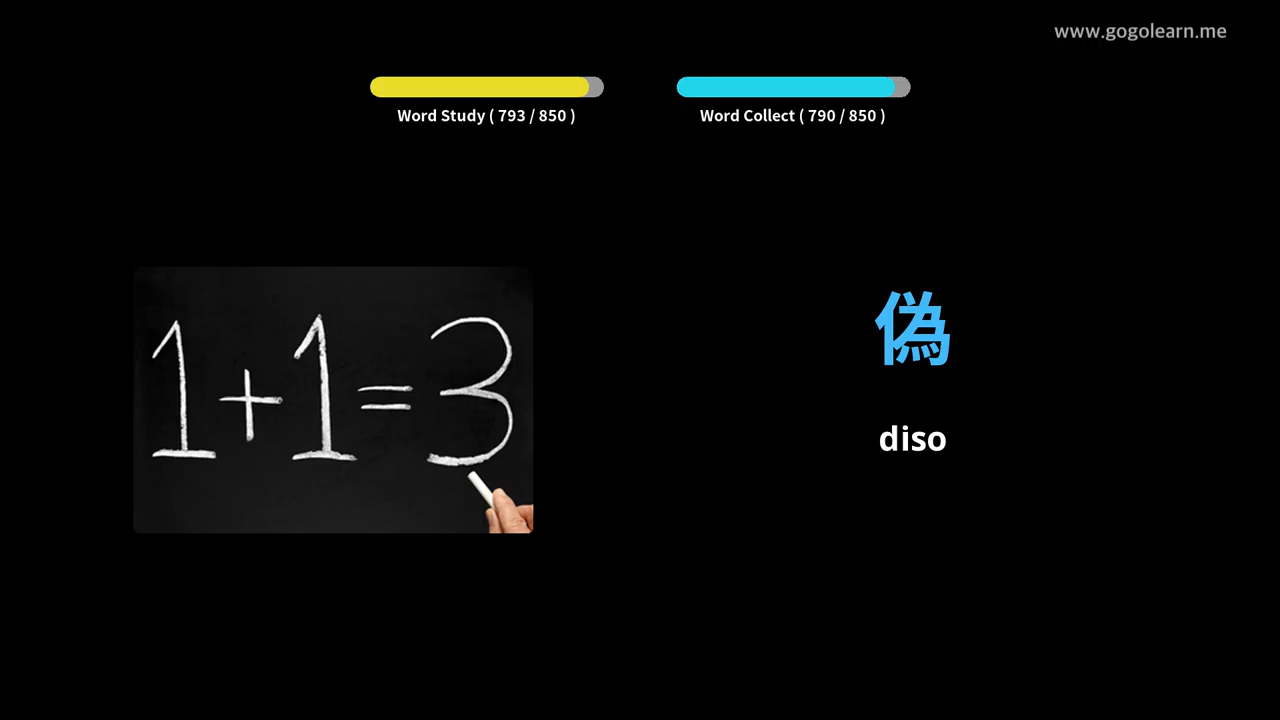 www.gogolearn.me
Word Study ( 793 / 850 )
Word Collect ( 790 / 850 )
1+1=3
偽
diso